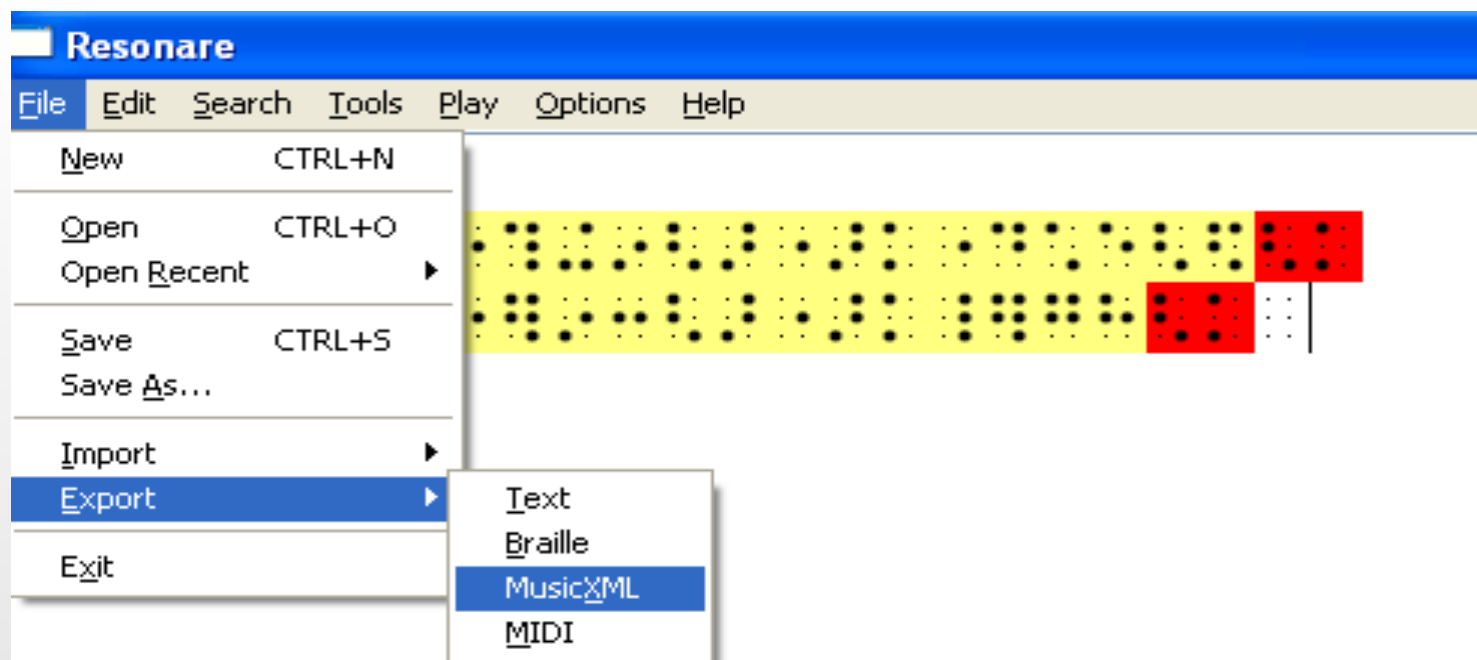 Resonare
File Edit Search Tools Play Options Help
New CTRL+N
Open CTRL+O
Open Recent
Save CTRL+S
Save As...
Import
Export
Exit
Text
Braille
MusicXML
MIDI